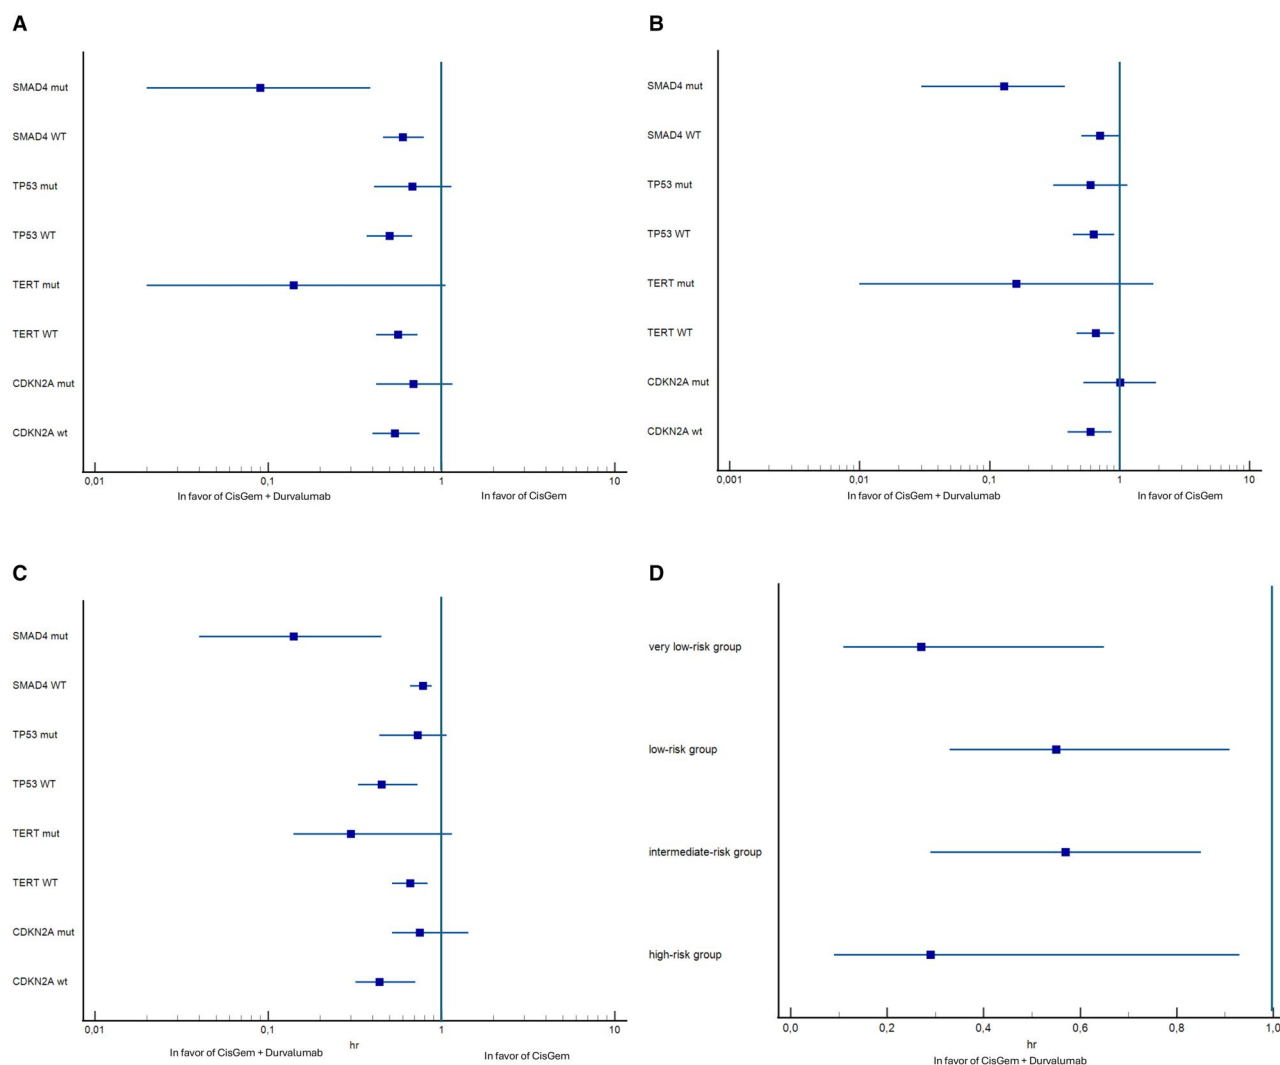 A
SMAD4 mut
SMAD4 WT
TP53 mut
TP53 WT
TERT mut
TERT WT
CDKN2A mut
CDKN2A wt
0,01 0,1 1 10
In favor of CisGem + Durvalumab In favor of CisGem
B
SMAD4 mut
SMAD4 WT
TP53 mut
TP53 WT
TERT mut
TERT WT
CDKN2A mut
CDKN2A wt
0,001 0,01 0,1 1 10
In favor of CisGem + Durvalumab In favor of CisGem
C
SMAD4 mut
SMAD4 WT
TP53 mut
TP53 WT
TERT mut
TERT WT
CDKN2A mut
CDKN2A wt
0,01 0,1 1 10
hr
In favor of CisGem + Durvalumab In favor of CisGem
D
very low-risk group
low-risk group
intermediate-risk group
high-risk group
0,0 0,2 0,4 0,6 0,8 1,0
hr
In favor of CisGem + Durvalumab